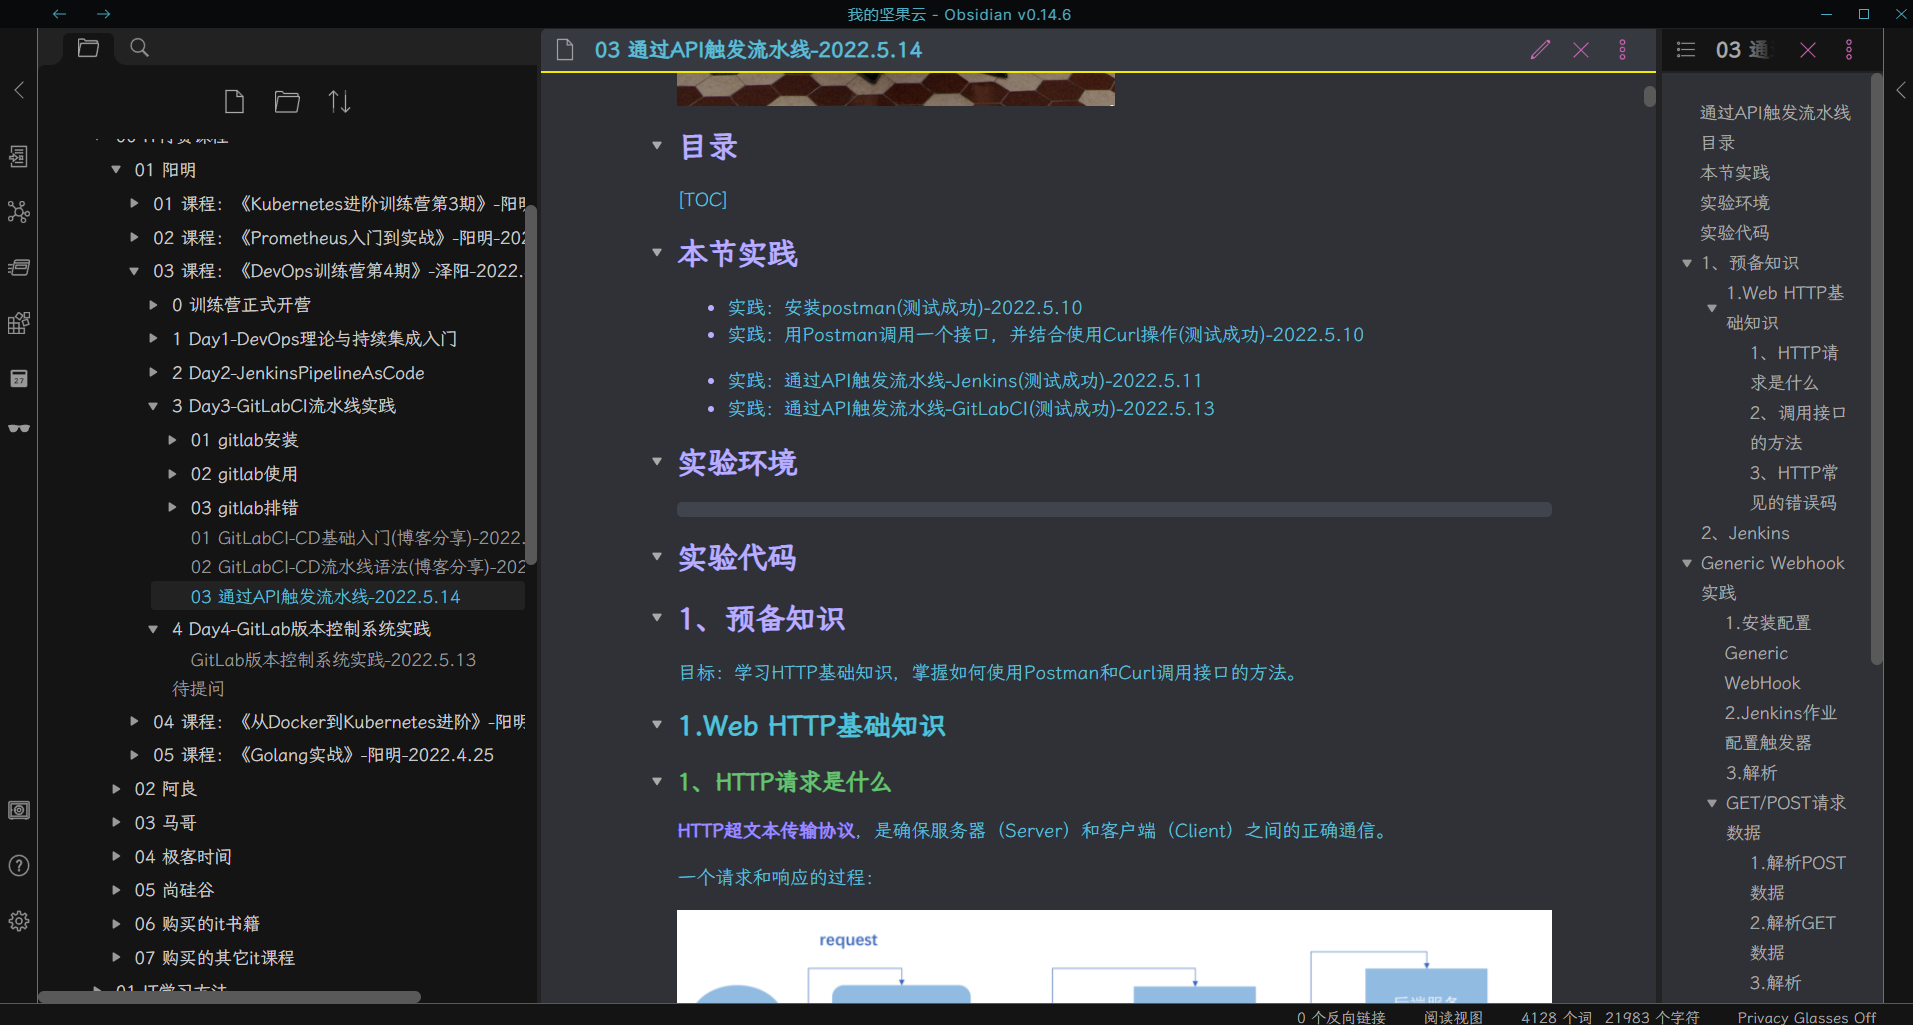 我的坚果云 - Obsidian v0.14.6
01 阳明
01 课程：《Kubernetes进阶训练营第3期》-阳明
02 课程：《Prometheus入门到实战》-阳明-202
03 课程：《DevOps训练营第4期》-泽阳-2022.
0 训练营正式开营
1 Day1-DevOps理论与持续集成入门
2 Day2-JenkinsPipelineAsCode
3 Day3-GitLabCI流水线实践
01 gitlab安装
02 gitlab使用
03 gitlab排错
01 GitLabCI-CD基础入门(博客分享)-2022.
02 GitLabCI-CD流水线语法(博客分享)-202
03 通过API触发流水线-2022.5.14
4 Day4-GitLab版本控制系统实践
GitLab版本控制系统实践-2022.5.13
待提问
04 课程：《从Docker到Kubernetes进阶》-阳明
05 课程：《Golang实战》-阳明-2022.4.25
02 阿良
03 马哥
04 极客时间
05 尚硅谷
06 购买的it书籍
07 购买的其它it课程
01 IT学习方法
27
03 通过API触发流水线-2022.5.14
目录
[TOC]
本节实践
实践：安装postman(测试成功)-2022.5.10
实践：用Postman调用一个接口，并结合使用Curl操作(测试成功)-2022.5.10
实践：通过API触发流水线-Jenkins(测试成功)-2022.5.11
实践：通过API触发流水线-GitLabCI(测试成功)-2022.5.13
实验环境
实验代码
1、预备知识
目标：学习HTTP基础知识，掌握如何使用Postman和Curl调用接口的方法。
1.Web HTTP基础知识
1、HTTP请求是什么
HTTP超文本传输协议，是确保服务器（Server）和客户端（Client）之间的正确通信。
一个请求和响应的过程：
request
后端服务
03 通
通过API触发流水线
目录
本节实践
实验环境
实验代码
1、预备知识
1.Web HTTP基
础知识
1、HTTP请
求是什么
2、调用接口
的方法
3、HTTP常
见的错误码
2、Jenkins
Generic Webhook
实践
1.安装配置
Generic
WebHook
2.Jenkins作业
配置触发器
3.解析
GET/POST请求
数据
1.解析POST
数据
2.解析GET
数据
3.解析
0 个反向链接 阅读视图 4128 个词 21983 个字符 Privacy Glasses Off